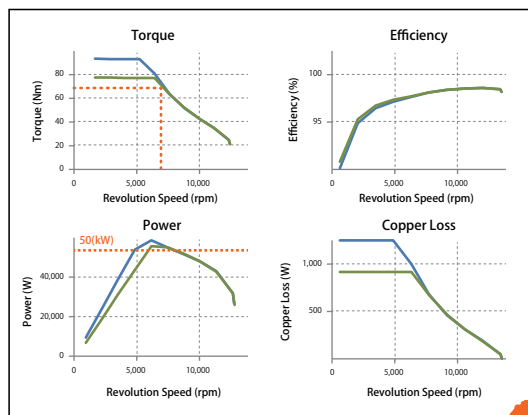 Torque
Torque (Nm)
80
60
40
20
0
0
5,000
10,000
Revolution Speed (rpm)
Efficiency
Efficiency (%)
100
95
0
5,000
10,000
Revolution Speed (rpm)
Power
50(kW)
Power (W)
40,000
20,000
0
0
5,000
10,000
Revolution Speed (rpm)
Copper Loss
Copper Loss (W)
1,000
500
0
5,000
10,000
Revolution Speed (rpm)